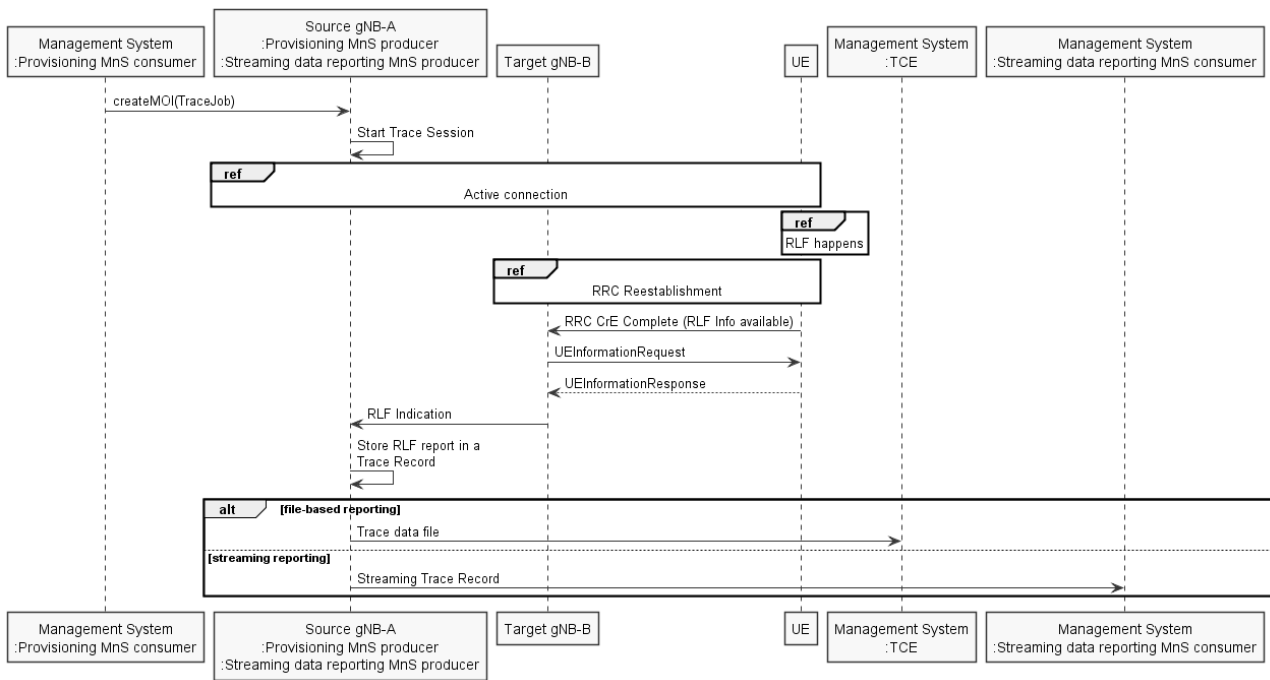 Management System
:Provisioning MnS consumer
Source gNB-A
:Provisioning MnS producer
:Streaming data reporting MnS producer
Target gNB-B
UE
Management System
:TCE
Management System
:Streaming data reporting MnS consumer
createMOI(TraceJob)
Start Trace Session
ref
Active connection
ref
RLF happens
ref
RRC Reestablishment
RRC CrE Complete (RLF Info available)
UEInformationRequest
UEInformationResponse
RLF Indication
Store RLF report in a
Trace Record
alt [file-based reporting]
Trace data file
[streaming reporting]
Streaming Trace Record
Management System
:Provisioning MnS consumer
Source gNB-A
:Provisioning MnS producer
:Streaming data reporting MnS producer
Target gNB-B
UE
Management System
:TCE
Management System
:Streaming data reporting MnS consumer